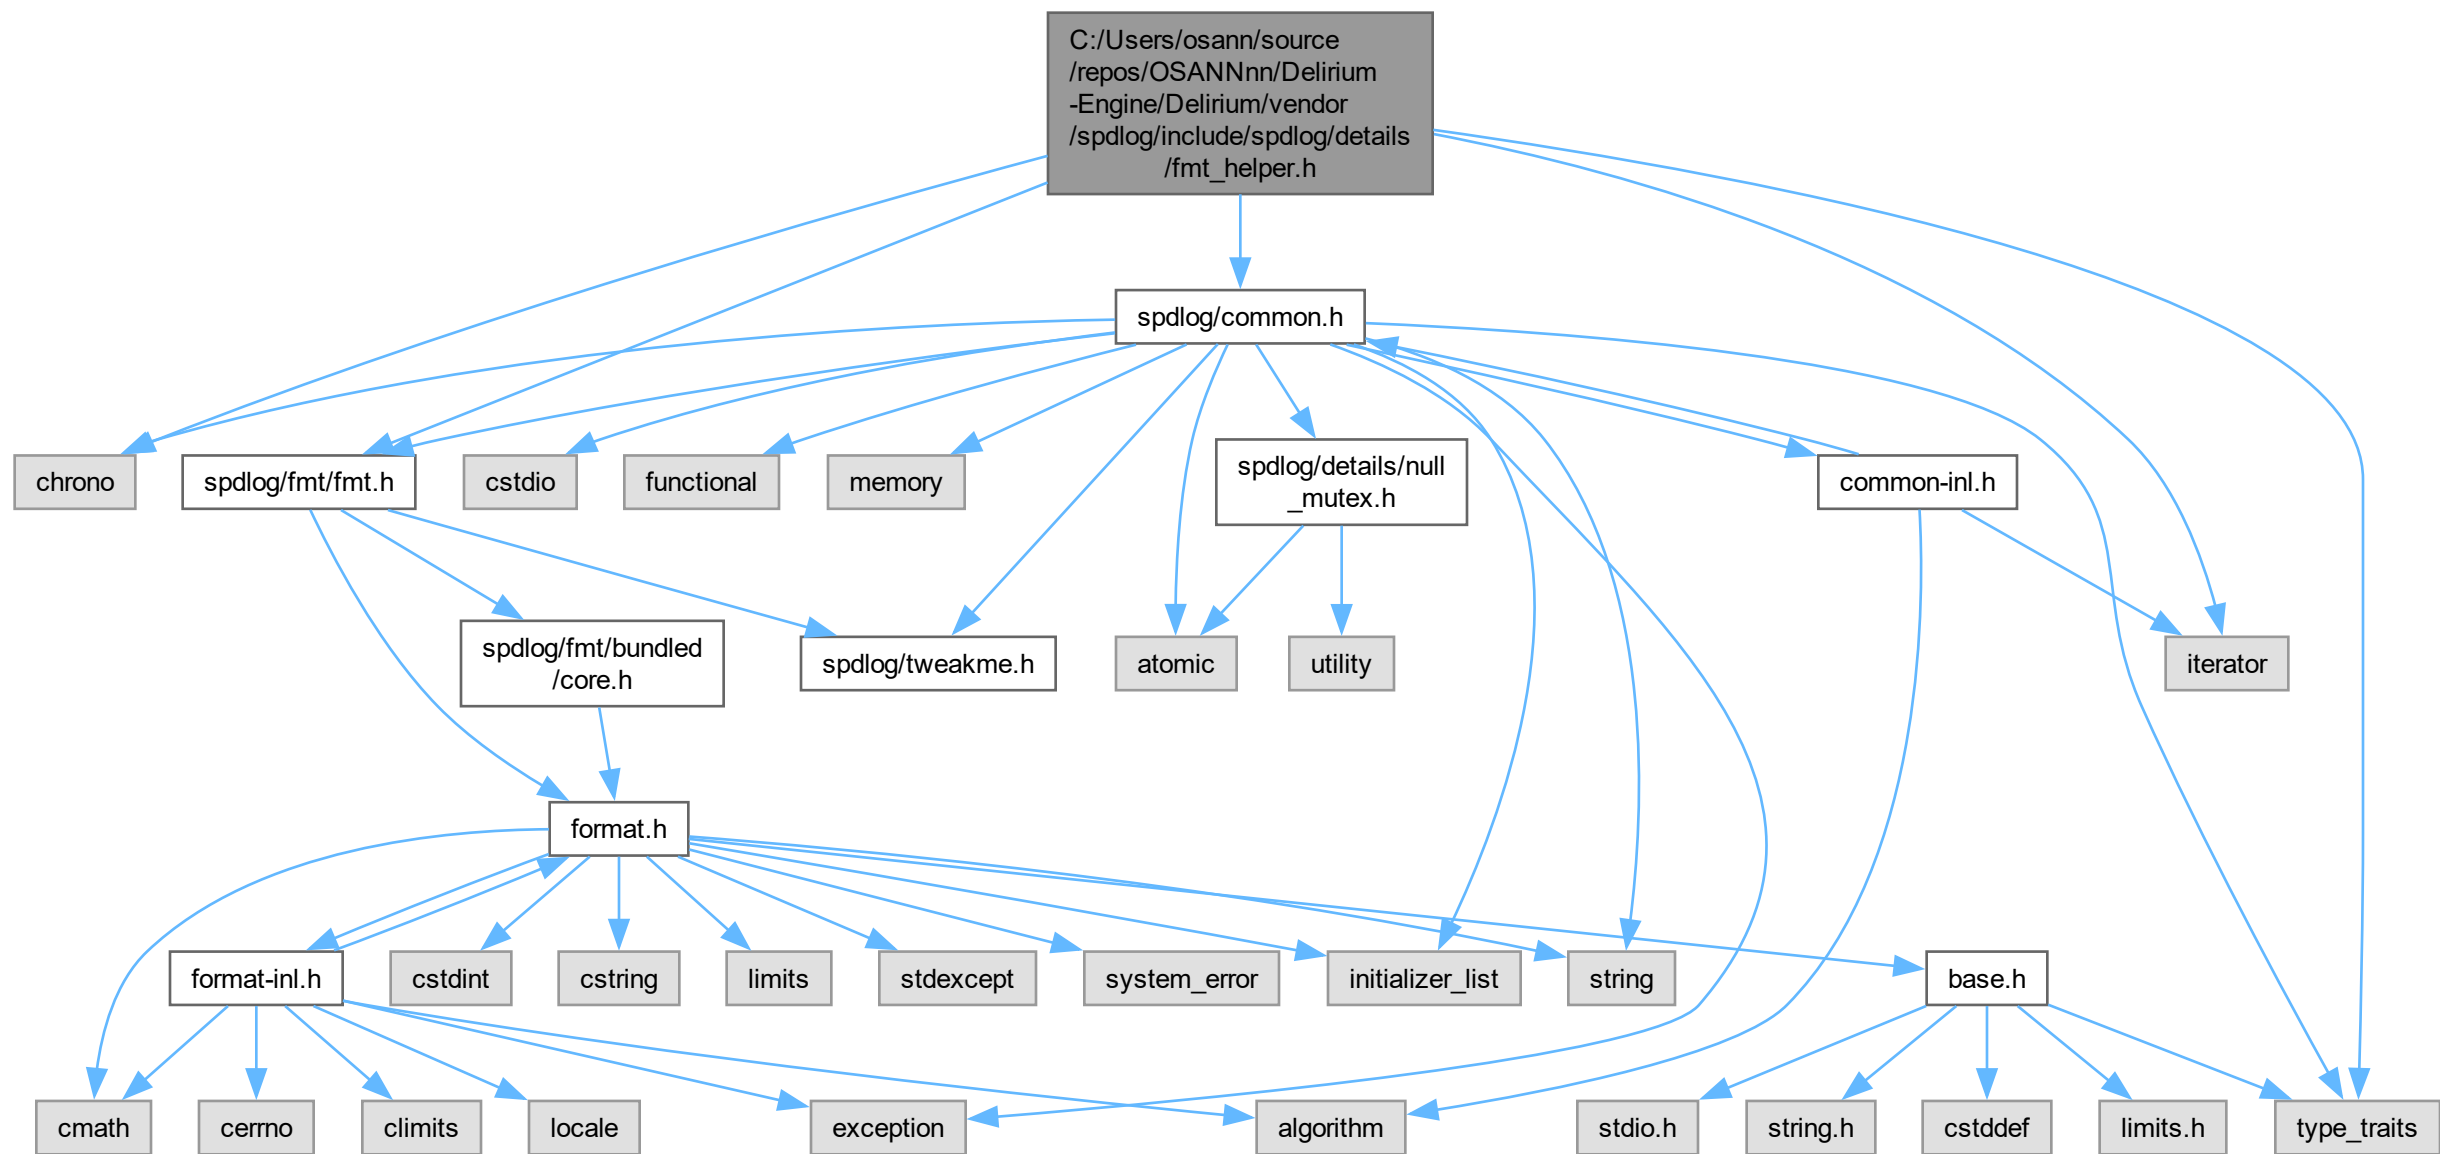 C:/Users/osann/source
/repos/OSANNnn/Delirium
-Engine/Delirium/vendor
/spdlog/include/spdlog/details
/fmt_helper.h
spdlog/common.h
chrono
spdlog/fmt/fmt.h
cstdio
functional
memory
spdlog/details/null
_mutex.h
common-inl.h
spdlog/fmt/bundled
/core.h
spdlog/tweakme.h
atomic
utility
iterator
format.h
format-inl.h
cstdint
cstring
limits
stdexcept
system_error
initializer_list
string
base.h
cmath
cerrno
climits
locale
exception
algorithm
stdio.h
string.h
cstddef
limits.h
type_traits